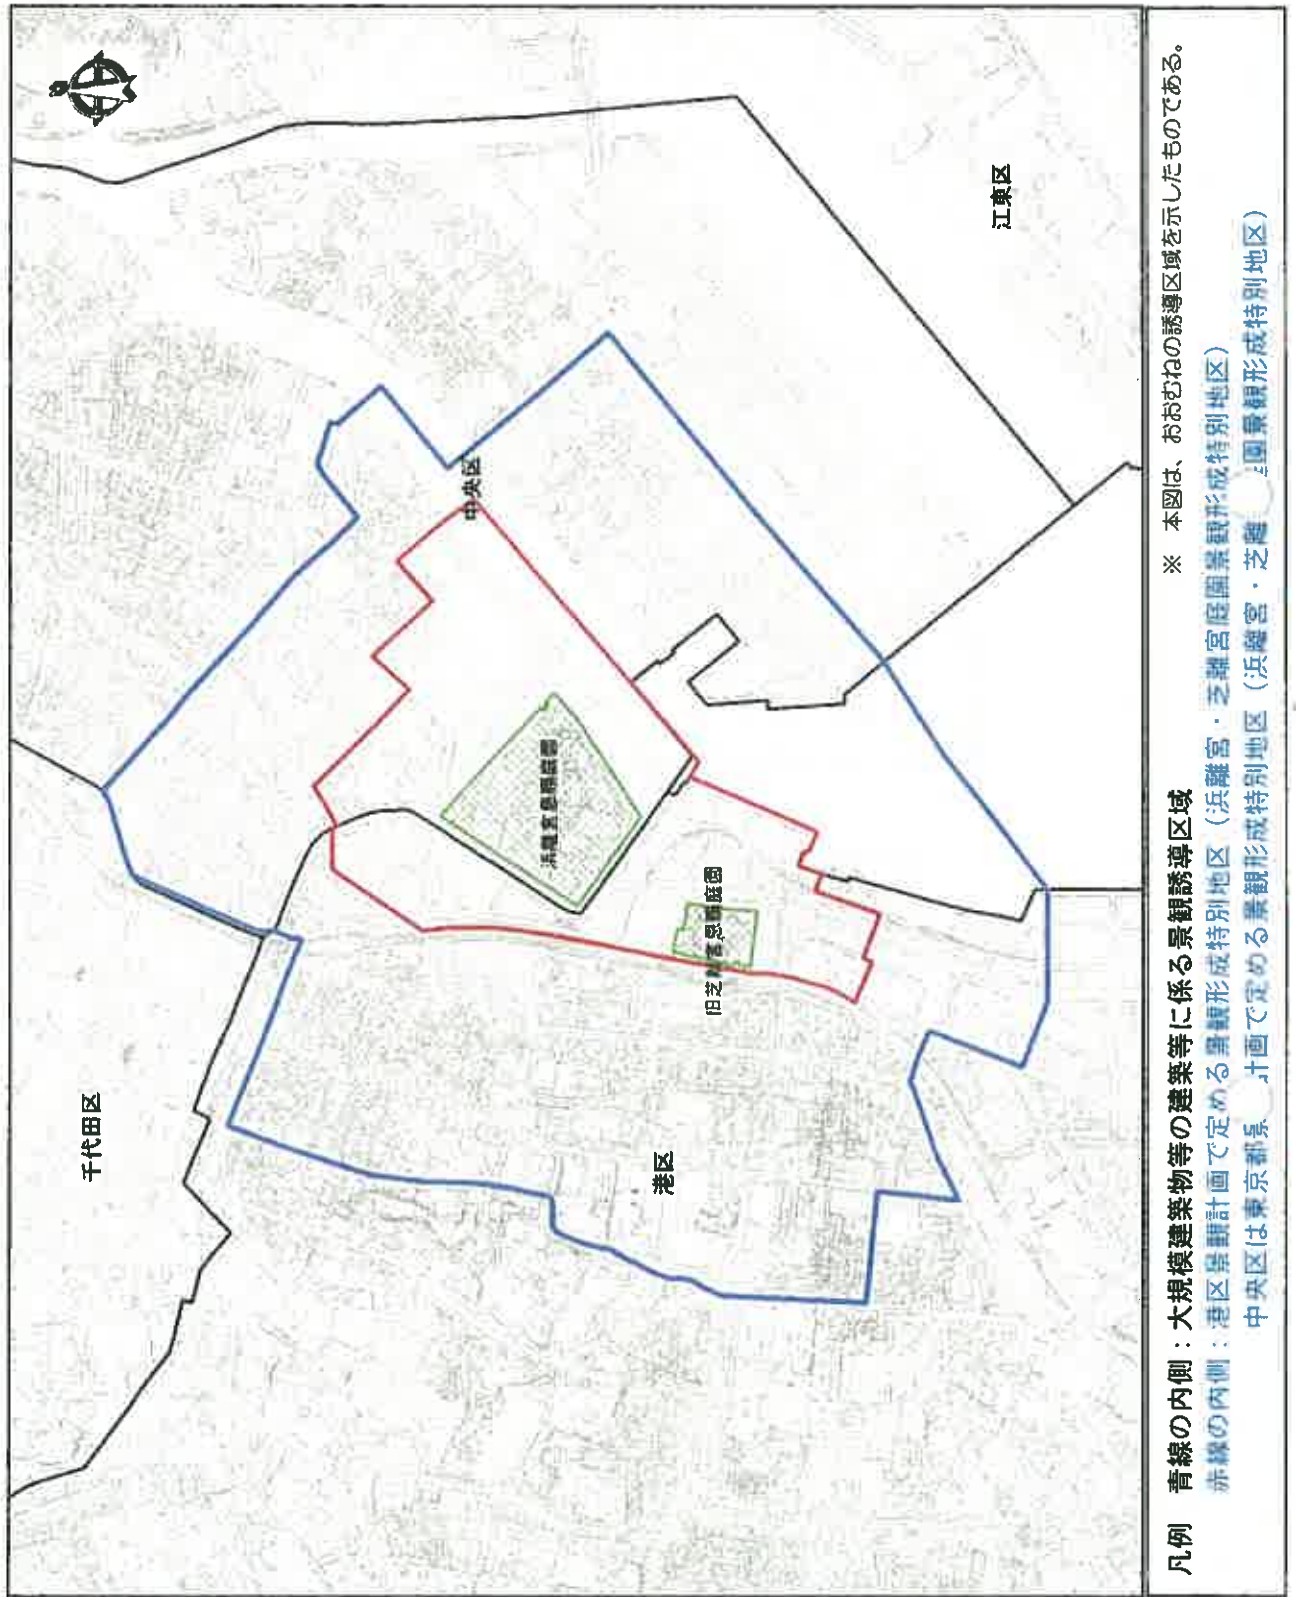 千代田区
中央区
江東区
港区
浜離宮恩賜庭園
旧芝離宮恩賜庭園
凡例 青線の内側：大規模建築物等の建築等に係る景観誘導区域
※ 本図は、おおむねの誘導区域を示したものである。
赤線の内側：港区景観計画で定める景観形成特別地区（浜離宮・芝離宮庭園景観形成特別地区）
中央区は東京都 計画で定める景観形成特別地区（浜離宮・芝離 園景観形成特別地区）